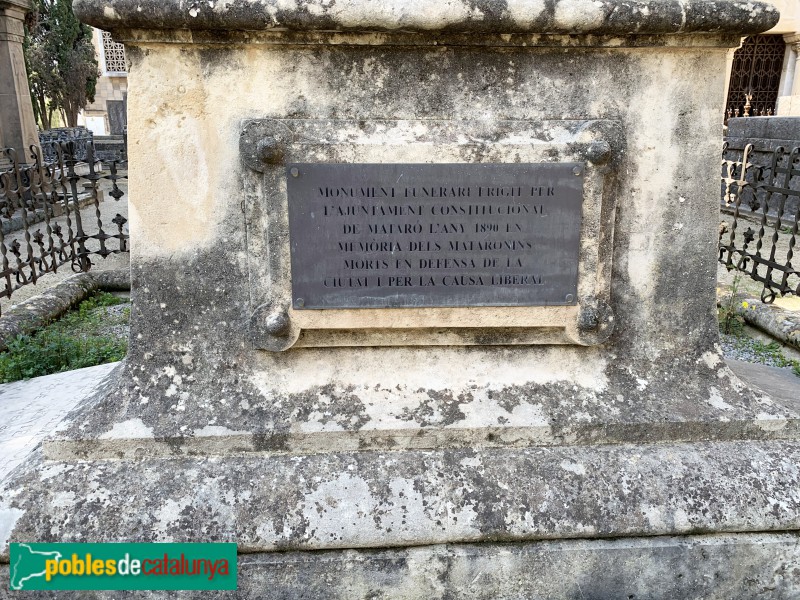 MONUMENT FUNERARI ERIGIT PER
L'AJUNTAMENT CONSTITUCIONAL
DE MATARÓ L'ANY 1890 EN
MEMÒRIA DELS MATARONINS
MORTS EN DEFENSA DE LA
CIUTAT I PER LA CAUSA LIBERAL
poblesdecatalunya